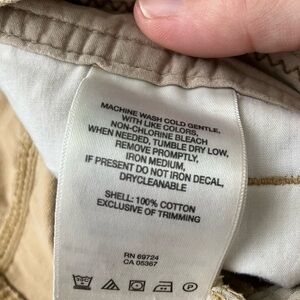 MACHINE WASH COLD GENTLE,
WITH LIKE COLORS,
NON-CHLORINE BLEACH
WHEN NEEDED, TUMBLE DRY LOW,
REMOVE PROMPTLY,
IRON MEDIUM,
IF PRESENT DO NOT IRON DECAL,
DRYCLEANABLE
SHELL: 100% COTTON
EXCLUSIVE OF TRIMMING
RN 69724
CA 05367